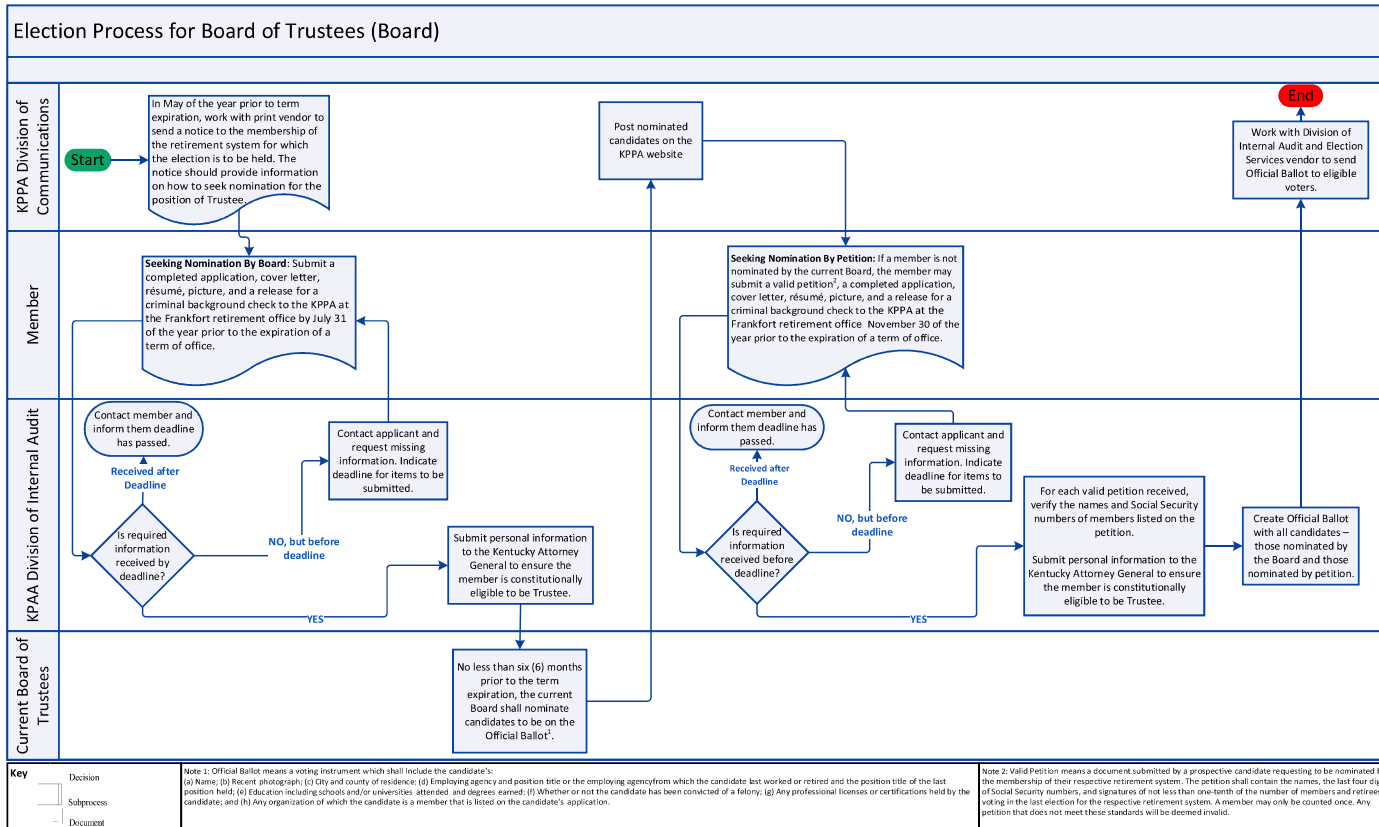 Election Process for Board of Trustees (Board)
KPPA Division of
Communications
Start
In May of the year prior to term
expiration, work with print vendor to
send a notice to the membership of
the retirement system for which
the election is to be held. The
notice should provide information
on how to seek nomination for the
position of Trustee.
Post nominated
candidates on the
KPPA website
End
Work with Division of
Internal Audit and Election
Services vendor to send
Official Ballot to eligible
voters.
Member
Seeking Nomination By Board: Submit a
completed application, cover letter,
résumé, picture, and a release for a
criminal background check to the KPPA at
the Frankfort retirement office by July 31
of the year prior to the expiration of a
term of office.
Seeking Nomination By Petition: If a member is not
nominated by the current Board, the member may
submit a valid petition², a completed application,
cover letter, résumé, picture, and a release for a
criminal background check to the KPPA at the
Frankfort retirement office November 30 of the
year prior to the expiration of a term of office.
KPAA Division of Internal Audit
Contact member and
inform them deadline
has passed.
Received after
Deadline
Is required
information
received by
deadline?
NO, but before
deadline
YES
Contact applicant and
request missing
information. Indicate
deadline for items to be
submitted.
Submit personal information
to the Kentucky Attorney
General to ensure the
member is constitutionally
eligible to be Trustee.
Contact member and
inform them deadline has
passed.
Received after
Deadline
Is required
information
received before
deadline?
NO, but before
deadline
YES
Contact applicant and
request missing
information. Indicate
deadline for items to
be submitted.
For each valid petition received,
verify the names and Social Security
numbers of members listed on the
petition.
Submit personal information to the
Kentucky Attorney General to ensure
the member is constitutionally
eligible to be Trustee.
Create Official Ballot
with all candidates –
those nominated by
the Board and those
nominated by petition.
Current Board of
Trustees
No less than six (6) months
prior to the term
expiration, the current
Board shall nominate
candidates to be on the
Official Ballot¹.
Key
Decision
Subprocess
Document
Note 1: Official Ballot means a voting instrument which shall include the candidate's:
(a) Name; (b) Recent photograph; (c) City and county of residence; (d) Employing agency and position title or the employing agencyfrom which the candidate last worked or retired and the position title of the last
position held; (e) Education including schools and/or universities attended and degrees earned; (f) Whether or not the candidate has been convicted of a felony; (g) Any professional licenses or certifications held by the
candidate; and (h) Any organization of which the candidate is a member that is listed on the candidate's application.
Note 2: Valid Petition means a document submitted by a prospective candidate requesting to be nominated
the membership of their respective retirement system. The petition shall contain the names, the last four
of Social Security numbers, and signatures of not less than one-tenth of the number of members and retirees
voting in the last election for the respective retirement system. A member may only be counted once. Any
petition that does not meet these standards will be deemed invalid.